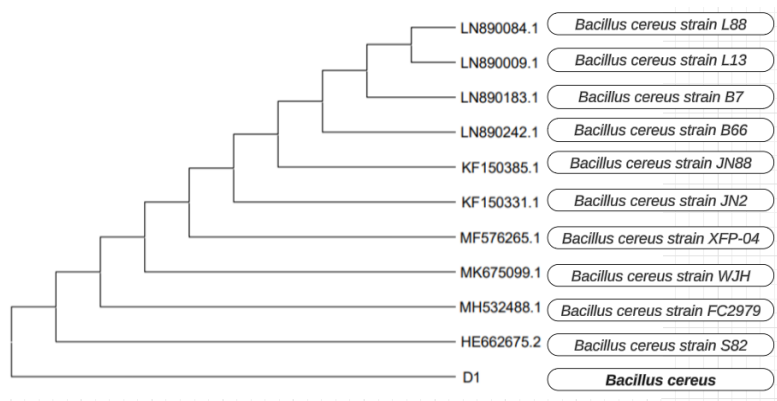 LN890084.1 Bacillus cereus strain L88
LN890009.1 Bacillus cereus strain L13
LN890183.1 Bacillus cereus strain B7
LN890242.1 Bacillus cereus strain B66
KF150385.1 Bacillus cereus strain JN88
KF150331.1 Bacillus cereus strain JN2
MF576265.1 Bacillus cereus strain XFP-04
MK675099.1 Bacillus cereus strain WJH
MH532488.1 Bacillus cereus strain FC2979
HE662675.2 Bacillus cereus strain S82
D1 Bacillus cereus